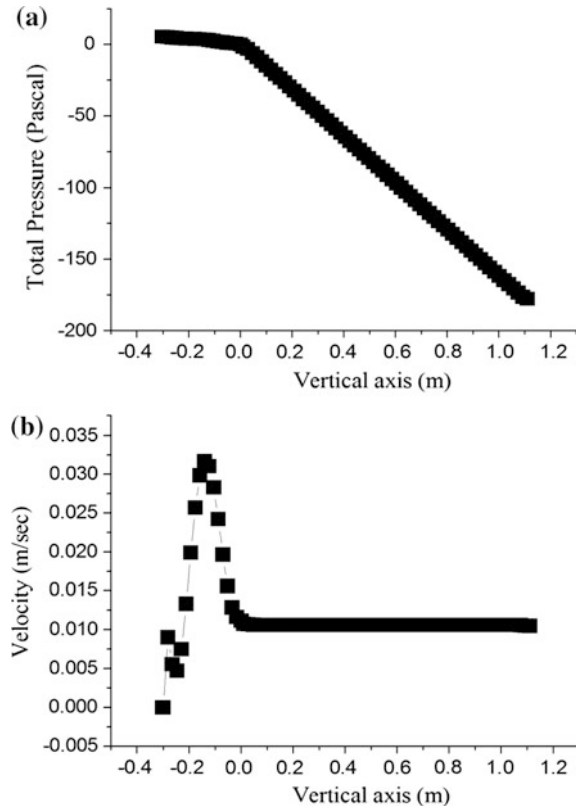 (a)
Total Pressure (Pascal)
0
-50
-100
-150
-200
-0.4 -0.2 0.0 0.2 0.4 0.6 0.8 1.0 1.2
Vertical axis (m)
(b)
Velocity (m/sec)
0.035
0.030
0.025
0.020
0.015
0.010
0.005
0.000
-0.005
-0.4 -0.2 0.0 0.2 0.4 0.6 0.8 1.0 1.2
Vertical axis (m)